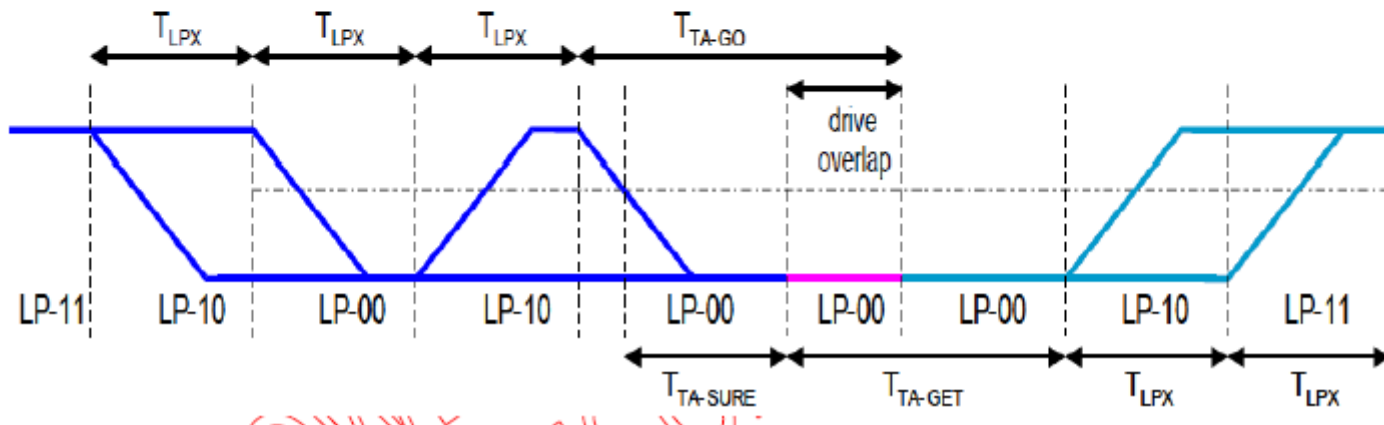 TLPX TLPX TLPX TTA-GO
drive
overlap
LP-11 LP-10 LP-00 LP-10 LP-00 LP-00 LP-00 LP-10 LP-11
TTA-SURE TTA-GET TLPX TLPX